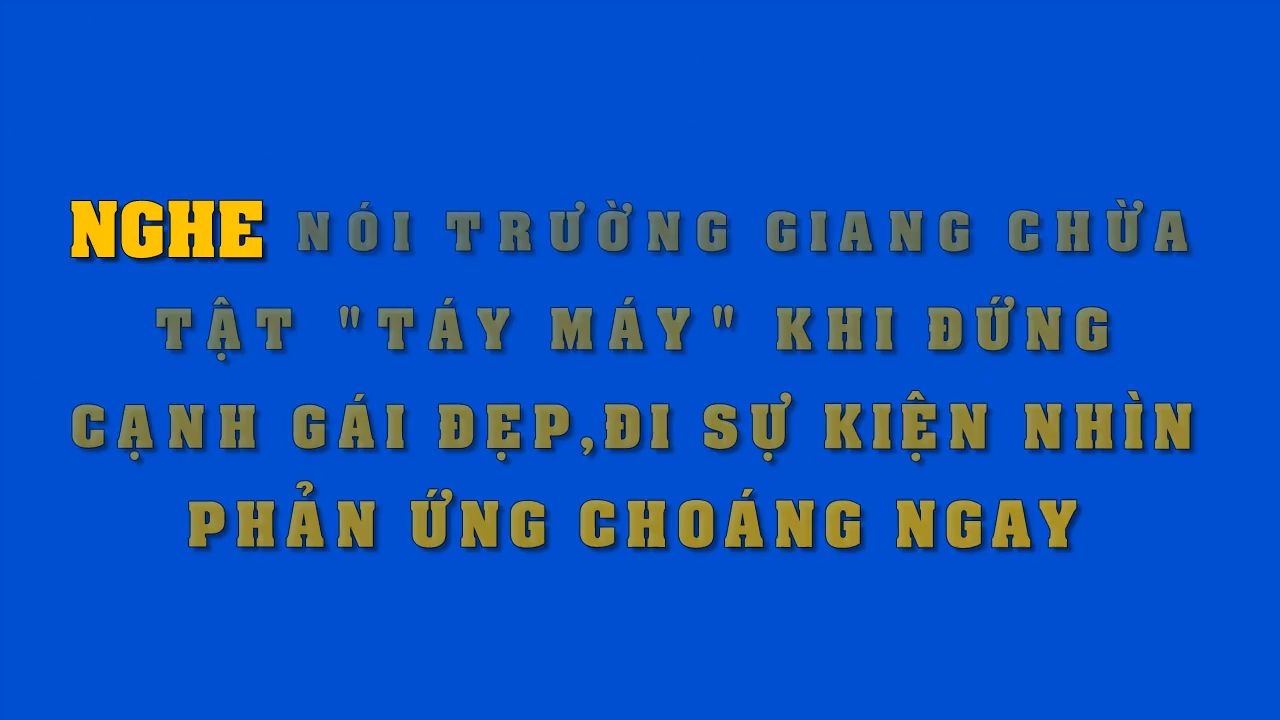 NGHE NÓI TRƯỜNG GIANG CHỪA
TẬT "TÁY MÁY" KHI ĐỨNG
CẠNH GÁI ĐẸP,ĐI SỰ KIỆN NHÌN
PHẢN ỨNG CHOÁNG NGAY